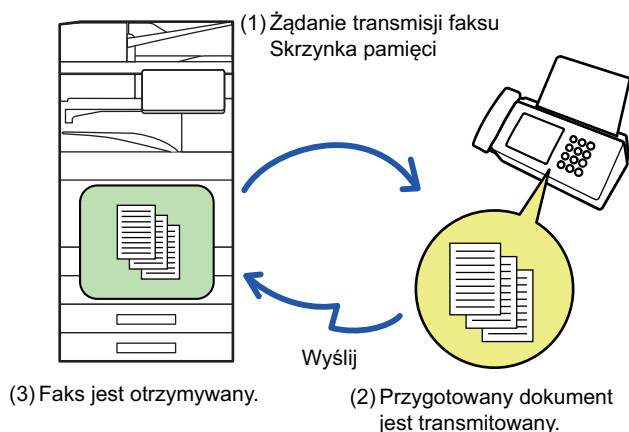 (1) Żądanie transmisji faksu
Skrzynka pamięci
Wyślij
(3) Faks jest otrzymywany.
(2) Przygotowany dokument
jest transmitowany.